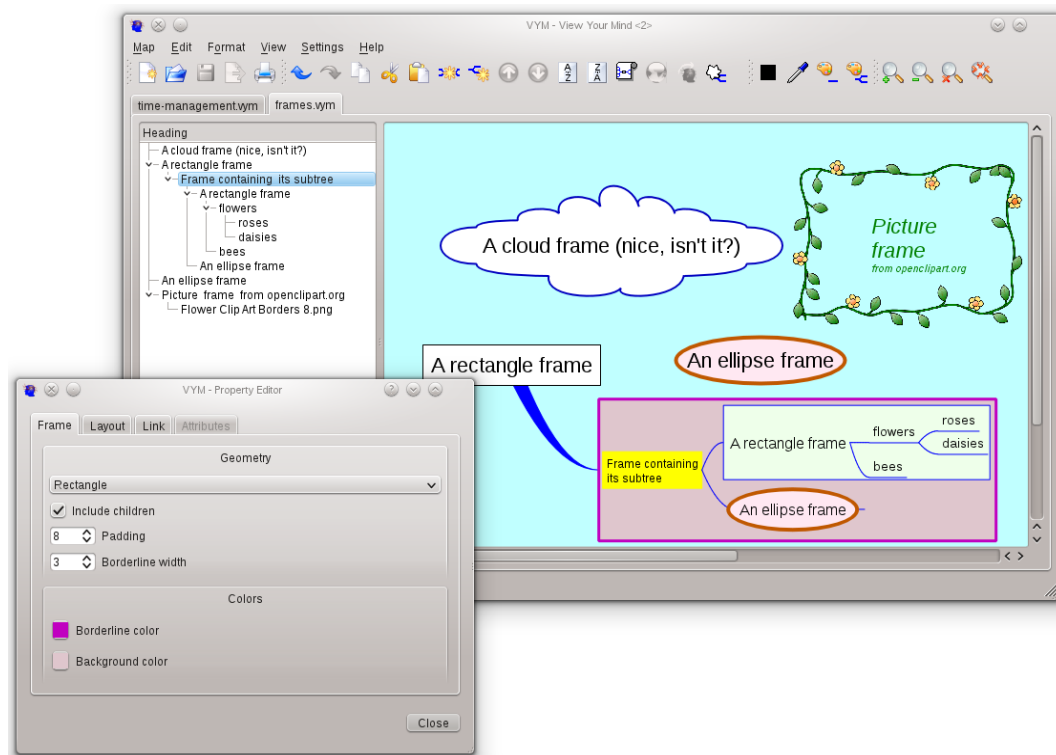 VYM - View Your Mind <2>
Map Edit Format View Settings Help
time-management.vym frames.vym
Heading
A cloud frame (nice, isn't it?)
A rectangle frame
Frame containing its subtree
A rectangle frame
flowers
roses
daisies
bees
An ellipse frame
An ellipse frame
Picture frame from openclipart.org
Flower Clip Art Borders 8.png
A cloud frame (nice, isn't it?)
Picture
frame
from openclipart.org
A rectangle frame
An ellipse frame
Frame containing
its subtree
A rectangle frame
flowers
roses
daisies
bees
An ellipse frame
VYM - Property Editor
Frame Layout Link Attributes
Geometry
Rectangle
Include children
8 Padding
3 Borderline width
Colors
Borderline color
Background color
Close